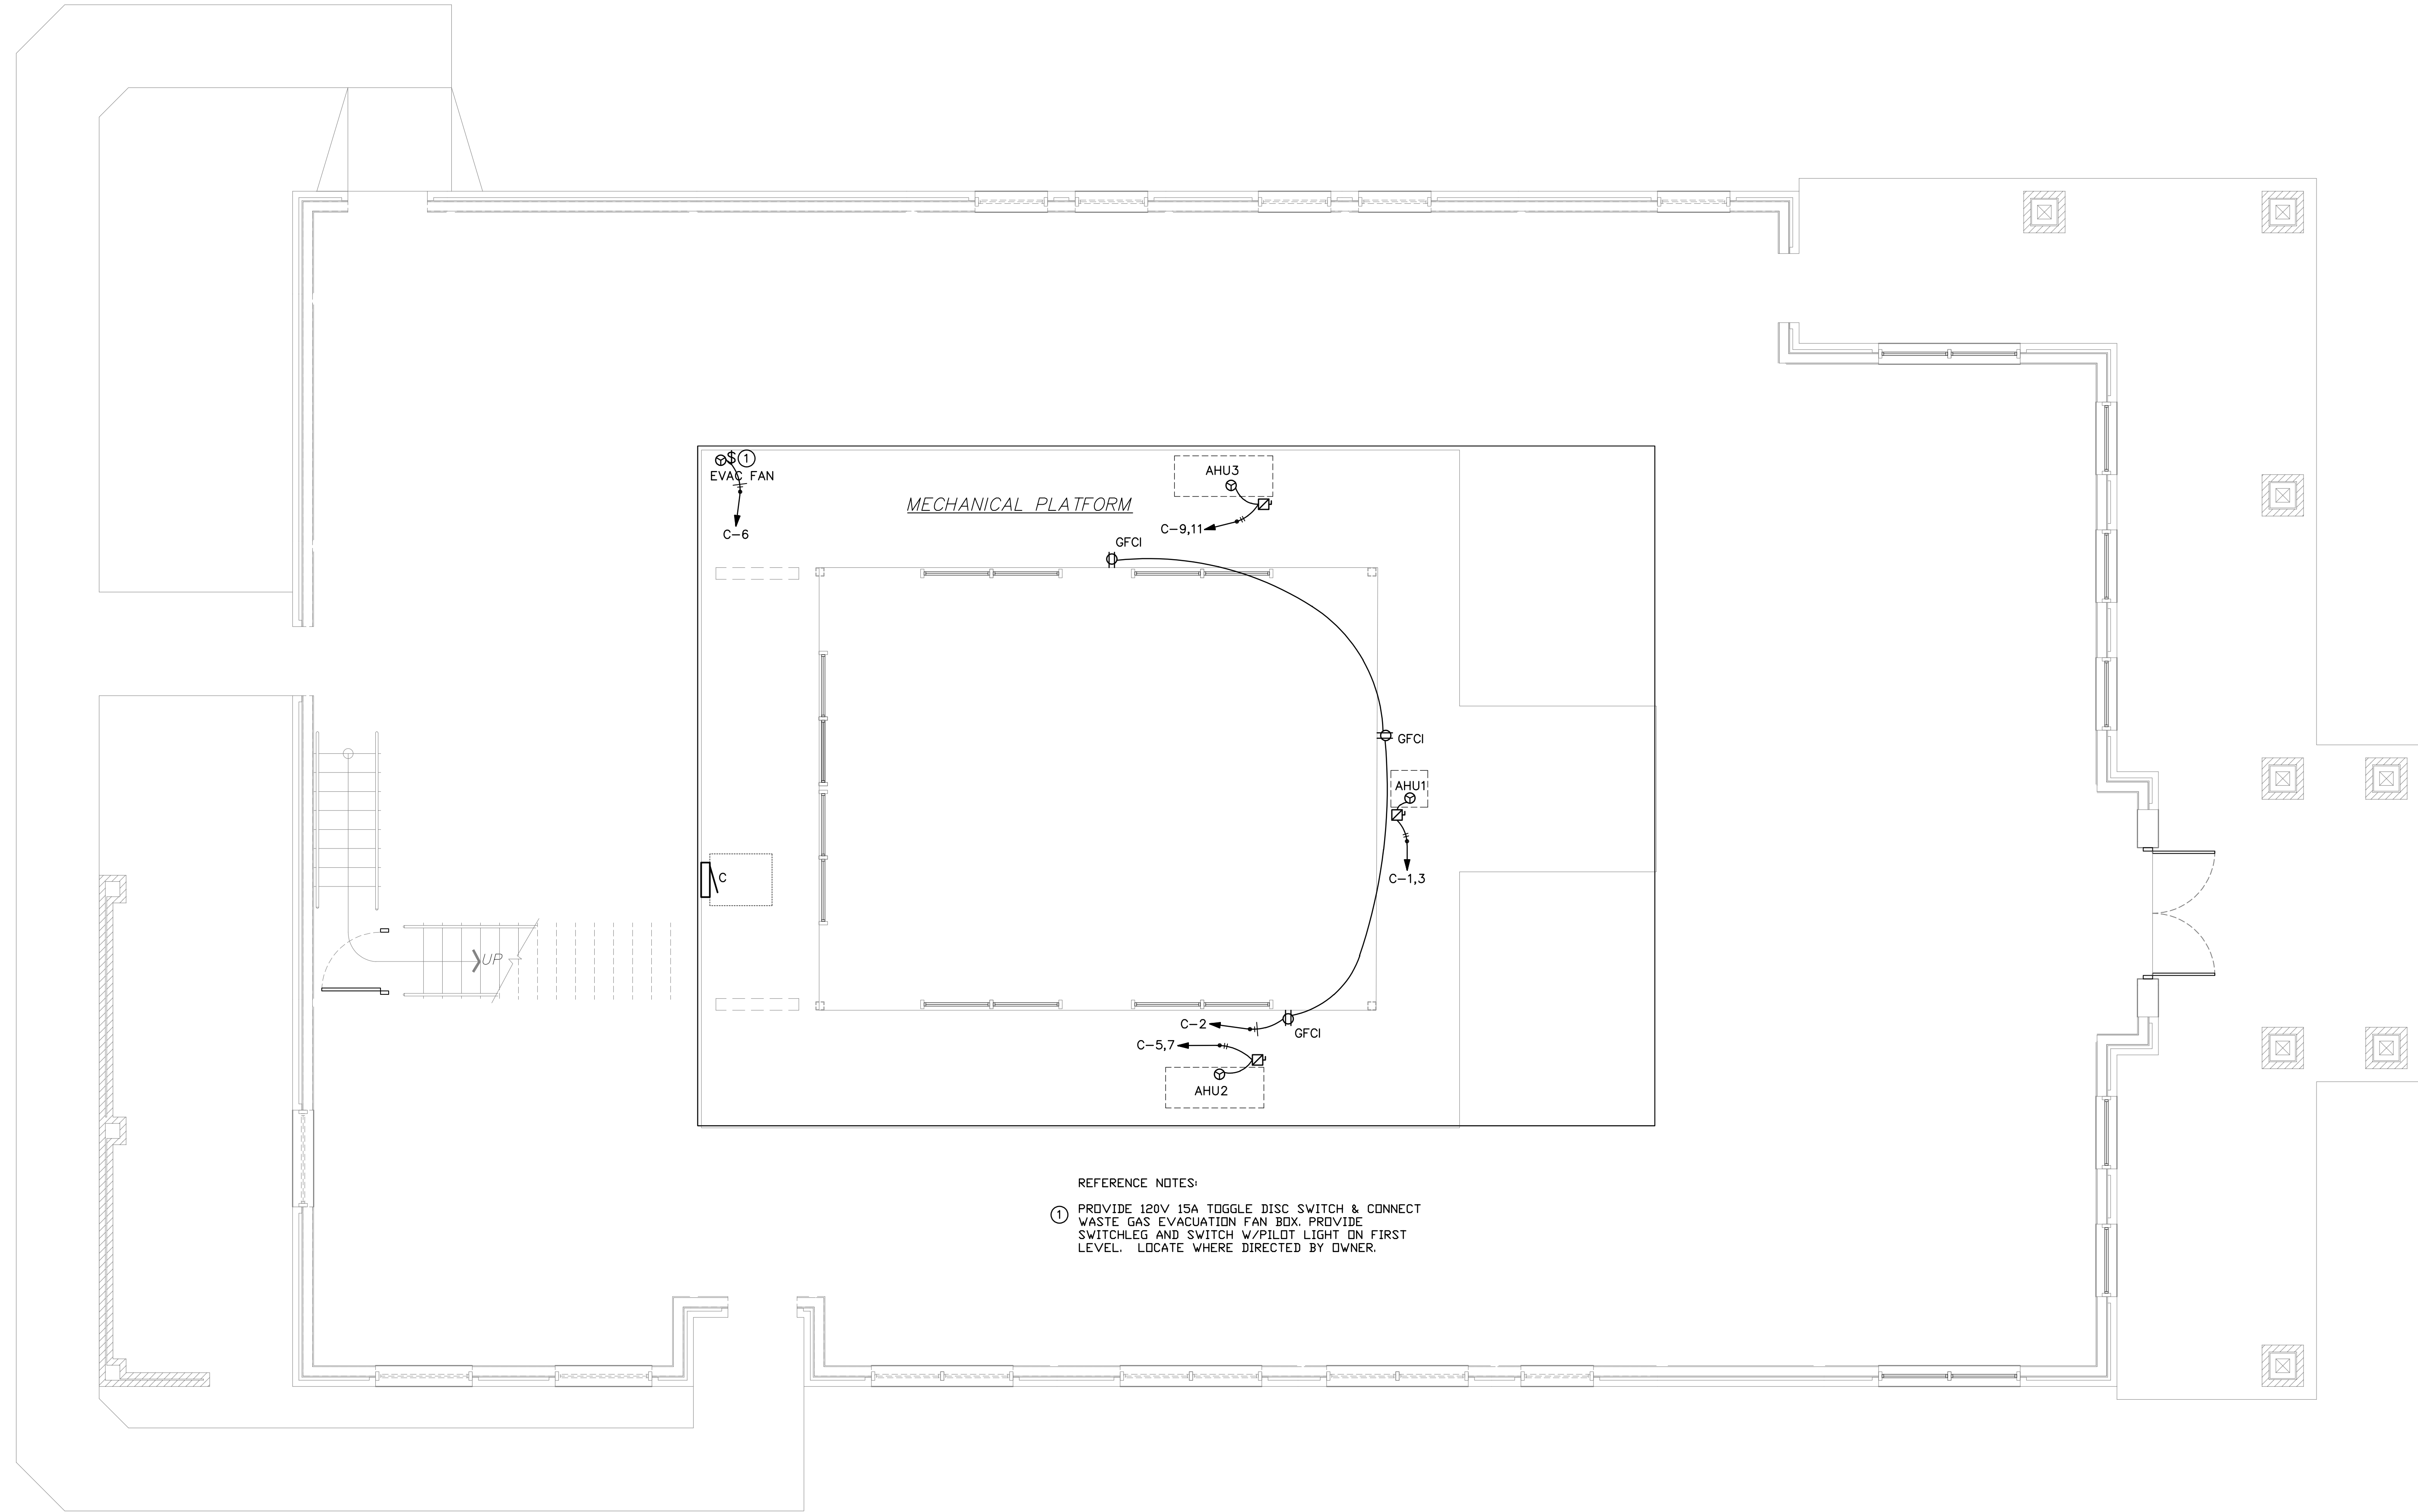 $ 1
EVAC FAN
C-6
MECHANICAL PLATFORM
AHU3
C-9,11
GFCI
GFCI
AHU1
C-1,3
C
UP
C-2
GFCI
C-5,7
AHU2
REFERENCE NOTES:
1 PROVIDE 120V 15A TOGGLE DISC SWITCH & CONNECT
WASTE GAS EVACUATION FAN BOX. PROVIDE
SWITCHLEG AND SWITCH W/PILOT LIGHT ON FIRST
LEVEL. LOCATE WHERE DIRECTED BY OWNER.